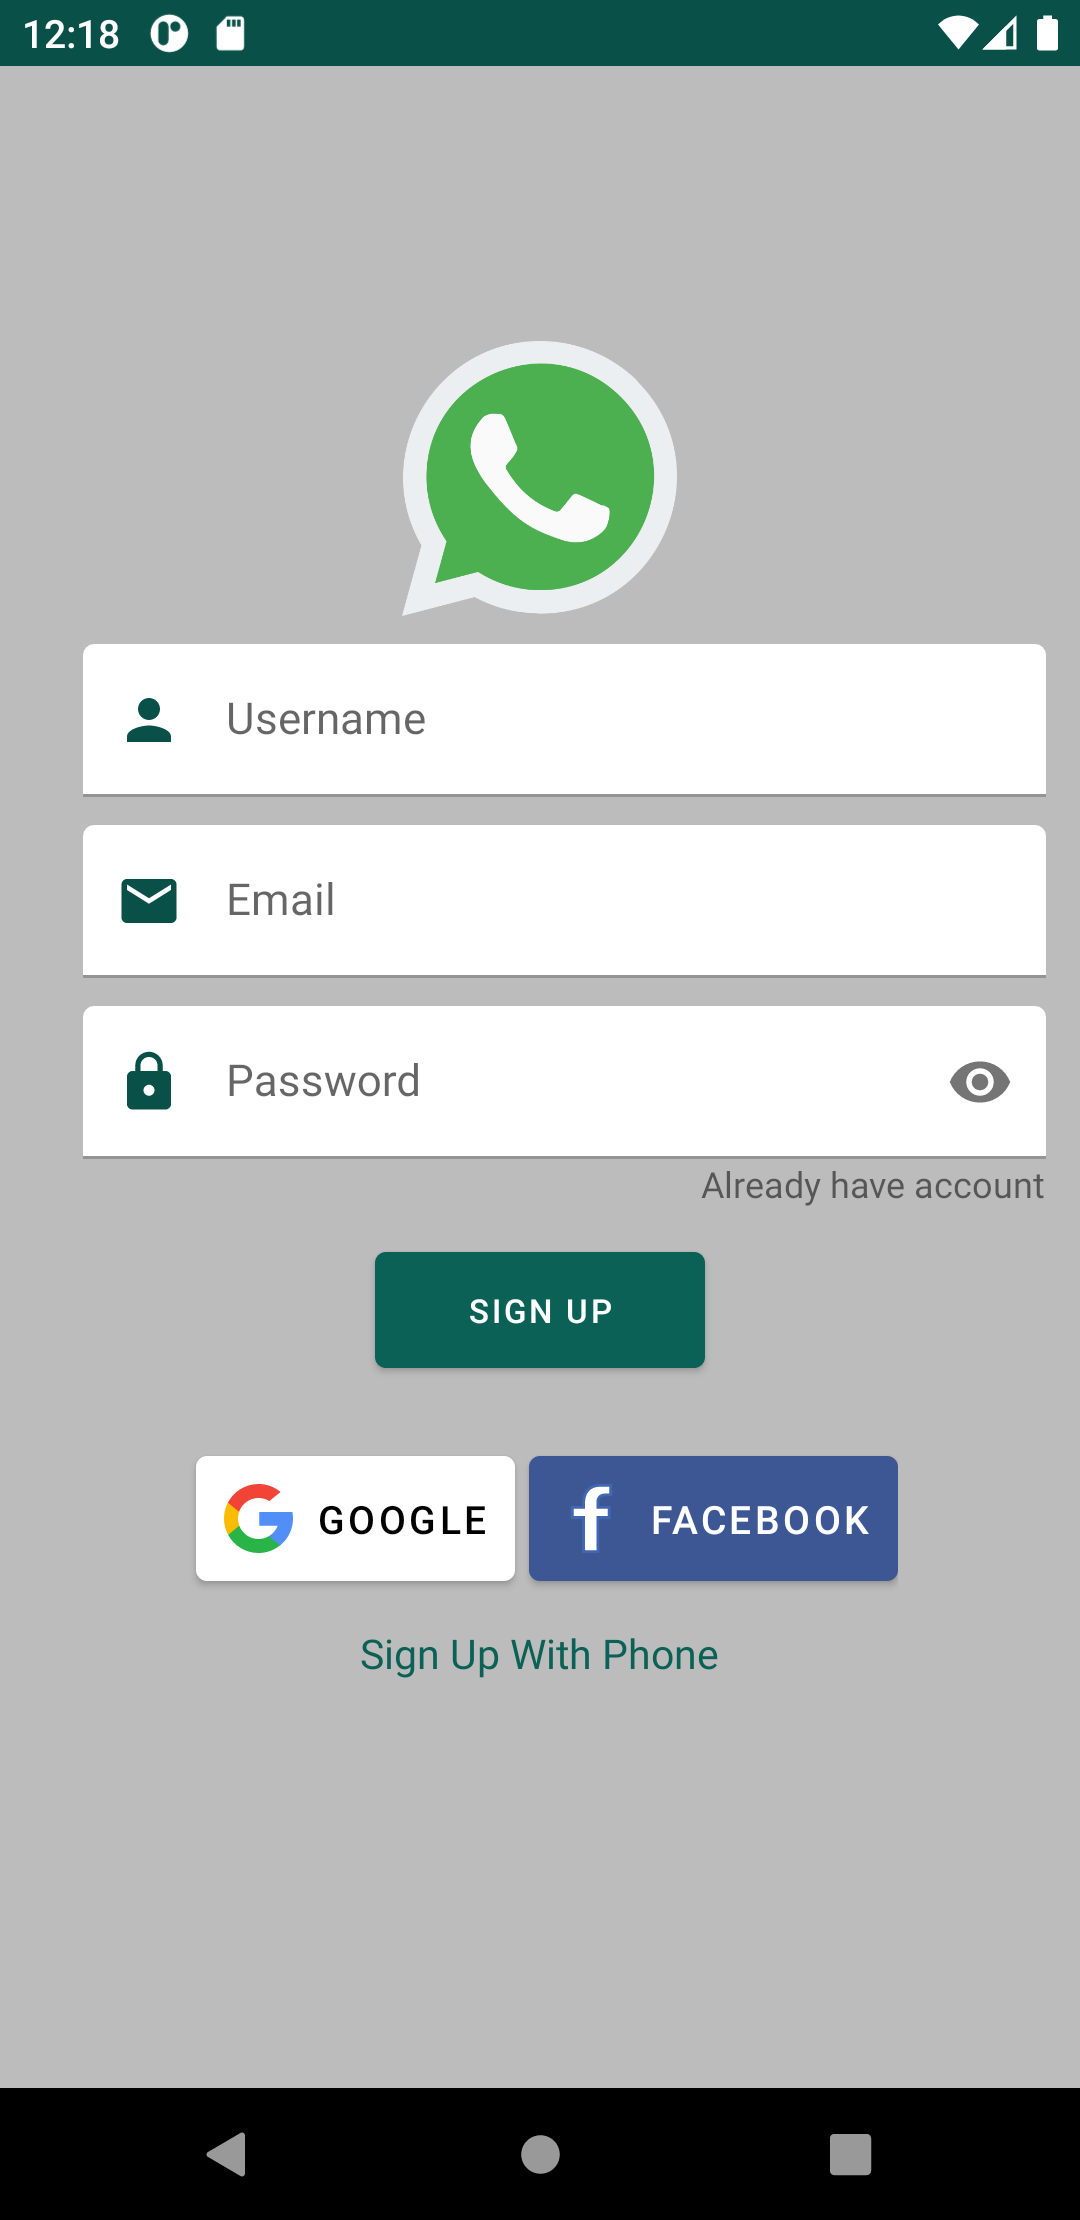 12:18
Username
Email
Password
Already have account
SIGN UP
GOOGLE
FACEBOOK
Sign Up With Phone